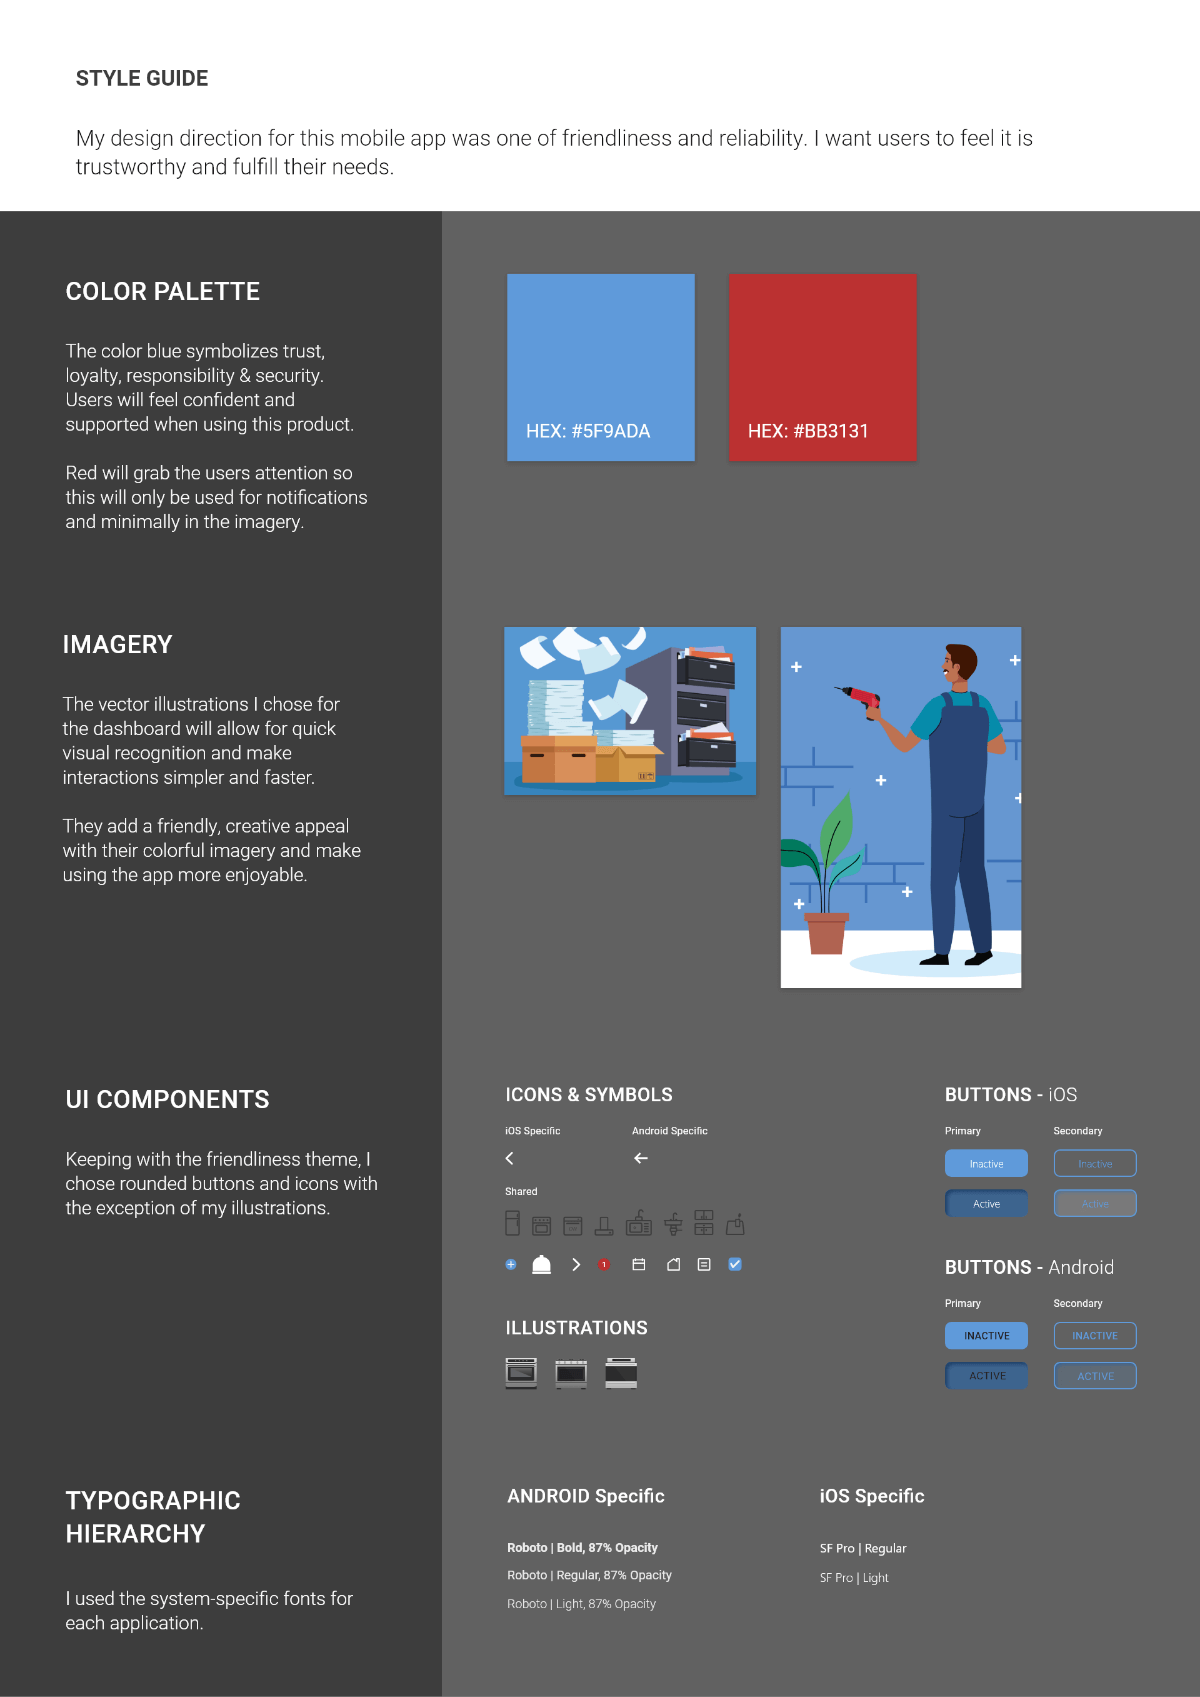 STYLE GUIDE
My design direction for this mobile app was one of friendliness and reliability. I want users to feel it is
trustworthy and fulfill their needs.
COLOR PALETTE
The color blue symbolizes trust,
loyalty, responsibility & security.
Users will feel confident and
supported when using this product.
Red will grab the users attention so
this will only be used for notifications
and minimally in the imagery.
HEX: #5F9ADA
HEX: #BB3131
IMAGERY
The vector illustrations I chose for
the dashboard will allow for quick
visual recognition and make
interactions simpler and faster.
They add a friendly, creative appeal
with their colorful imagery and make
using the app more enjoyable.
UI COMPONENTS
Keeping with the friendliness theme, I
chose rounded buttons and icons with
the exception of my illustrations.
ICONS & SYMBOLS
iOS Specific
Android Specific
Shared
1
ILLUSTRATIONS
BUTTONS - iOS
Primary
Secondary
Inactive
Inactive
Active
Active
BUTTONS - Android
Primary
Secondary
INACTIVE
INACTIVE
ACTIVE
ACTIVE
TYPOGRAPHIC
HIERARCHY
I used the system-specific fonts for
each application.
ANDROID Specific
Roboto | Bold, 87% Opacity
Roboto | Regular, 87% Opacity
Roboto | Light, 87% Opacity
iOS Specific
SF Pro | Regular
SF Pro | Light